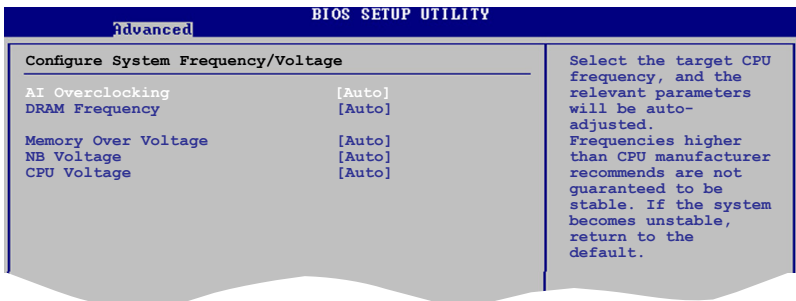 BIOS SETUP UTILITY
Advanced
Configure System Frequency/Voltage
AI Overclocking [Auto]
DRAM Frequency [Auto]
Memory Over Voltage [Auto]
NB Voltage [Auto]
CPU Voltage [Auto]
Select the target CPU
frequency, and the
relevant parameters
will be auto-
adjusted.
Frequencies higher
than CPU manufacturer
recommends are not
guaranteed to be
stable. If the system
becomes unstable,
return to the
default.